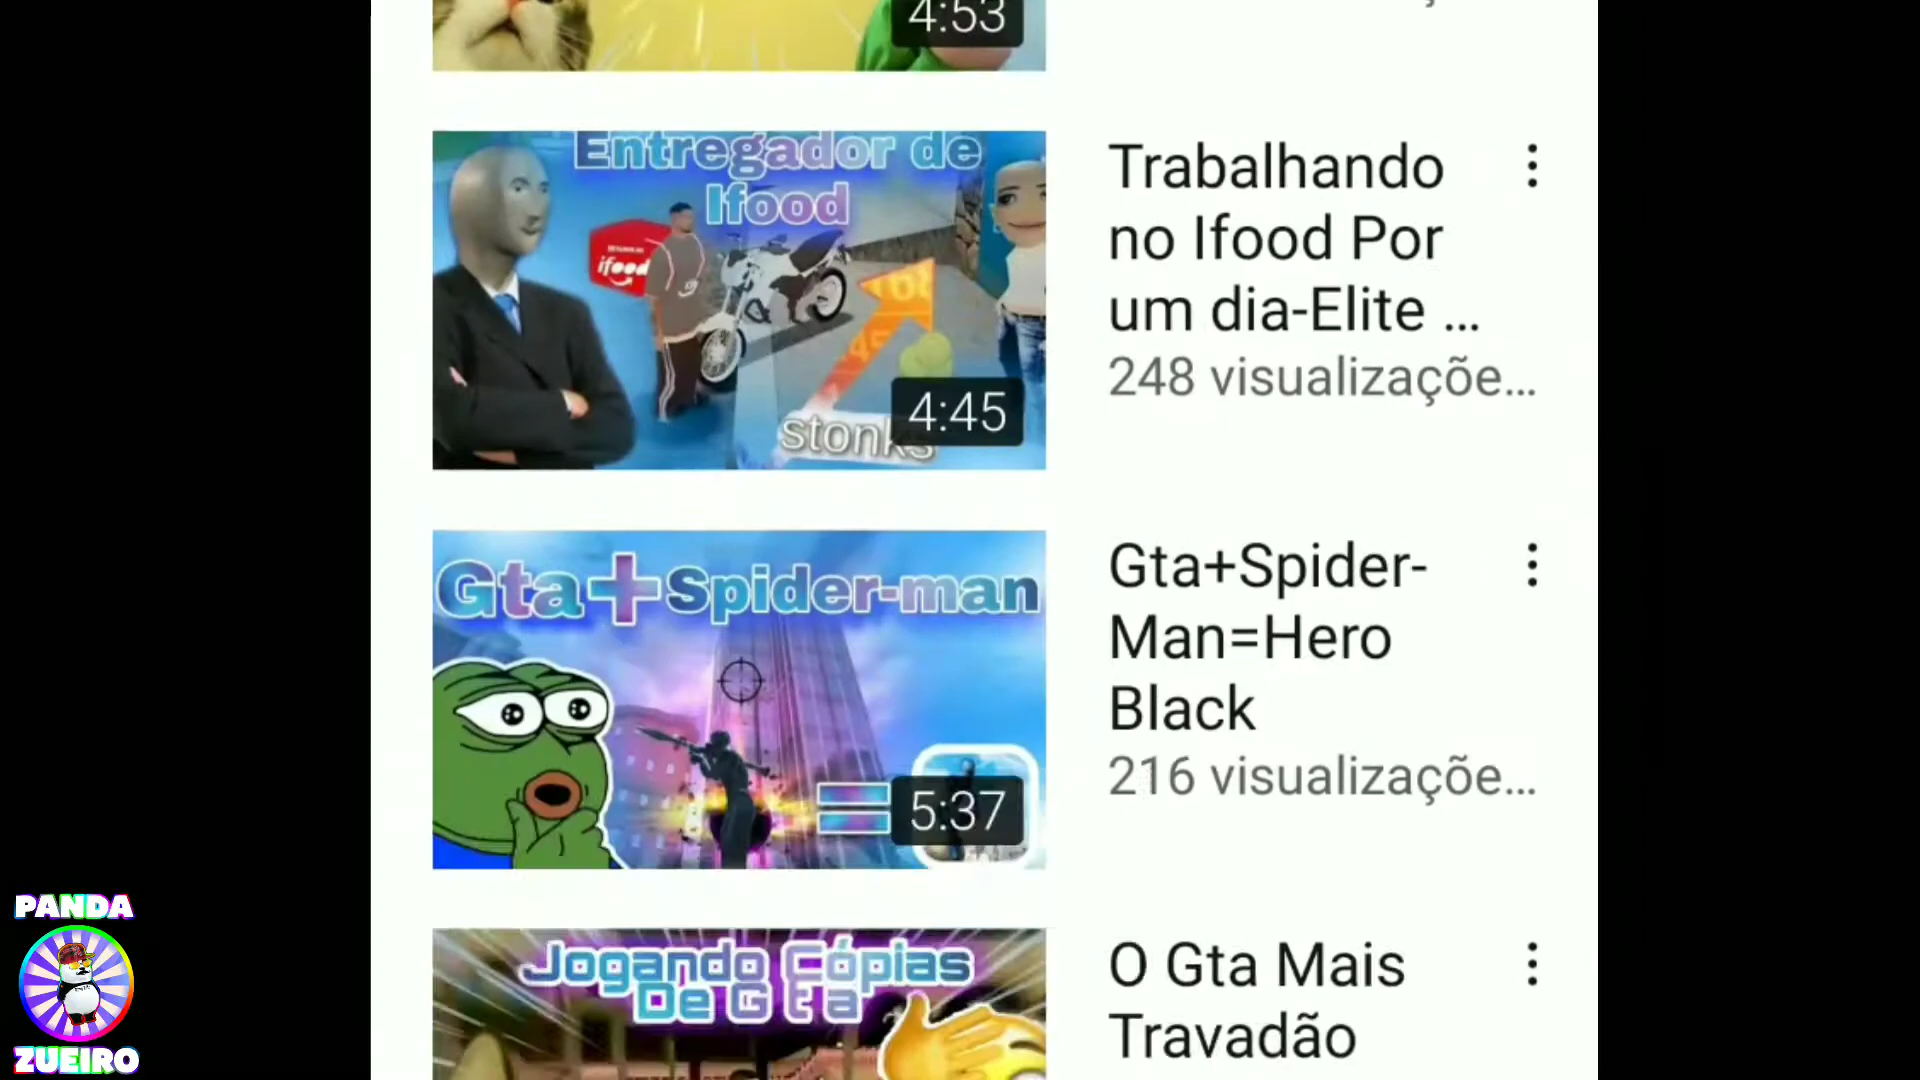 4:53
Entregador de
Ifood
ifood
stonks
4:45
Trabalhando
no Ifood Por
um dia-Elite ...
248 visualizaçõe...
Gta+Spider-man
=
5:37
Gta+Spider-
Man=Hero
Black
216 visualizaçõe...
Jogando Cópias
De Gta
O Gta Mais
Travadão
PANDA
ZUEIRO